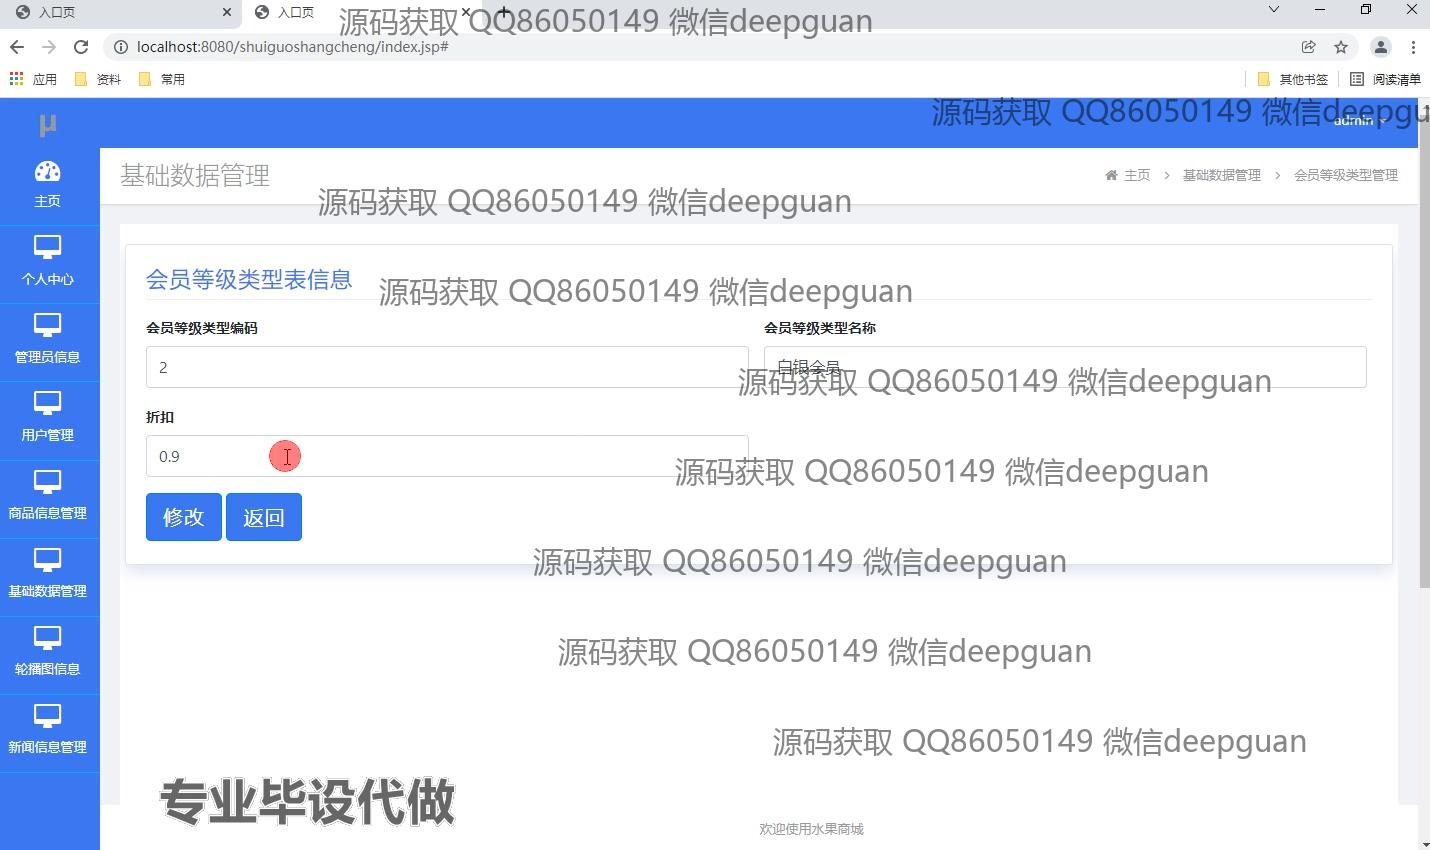 入口页
入口页
源码获取 QQ86050149 微信deepguan
localhost:8080/shuiguoshangcheng/index.jsp#
应用
资料
常用
其他书签
阅读清单
μ
源码获取 QQ86050149 微信deepgu
admin
主页
基础数据管理
主页 > 基础数据管理 > 会员等级类型管理
源码获取 QQ86050149 微信deepguan
个人中心
会员等级类型表信息
源码获取 QQ86050149 微信deepguan
会员等级类型编码
会员等级类型名称
管理员信息
2
白银会员
源码获取 QQ86050149 微信deepguan
折扣
用户管理
0.9
源码获取 QQ86050149 微信deepguan
商品信息管理
修改
返回
源码获取 QQ86050149 微信deepguan
基础数据管理
源码获取 QQ86050149 微信deepguan
轮播图信息
新闻信息管理
源码获取 QQ86050149 微信deepguan
专业毕设代做
欢迎使用水果商城